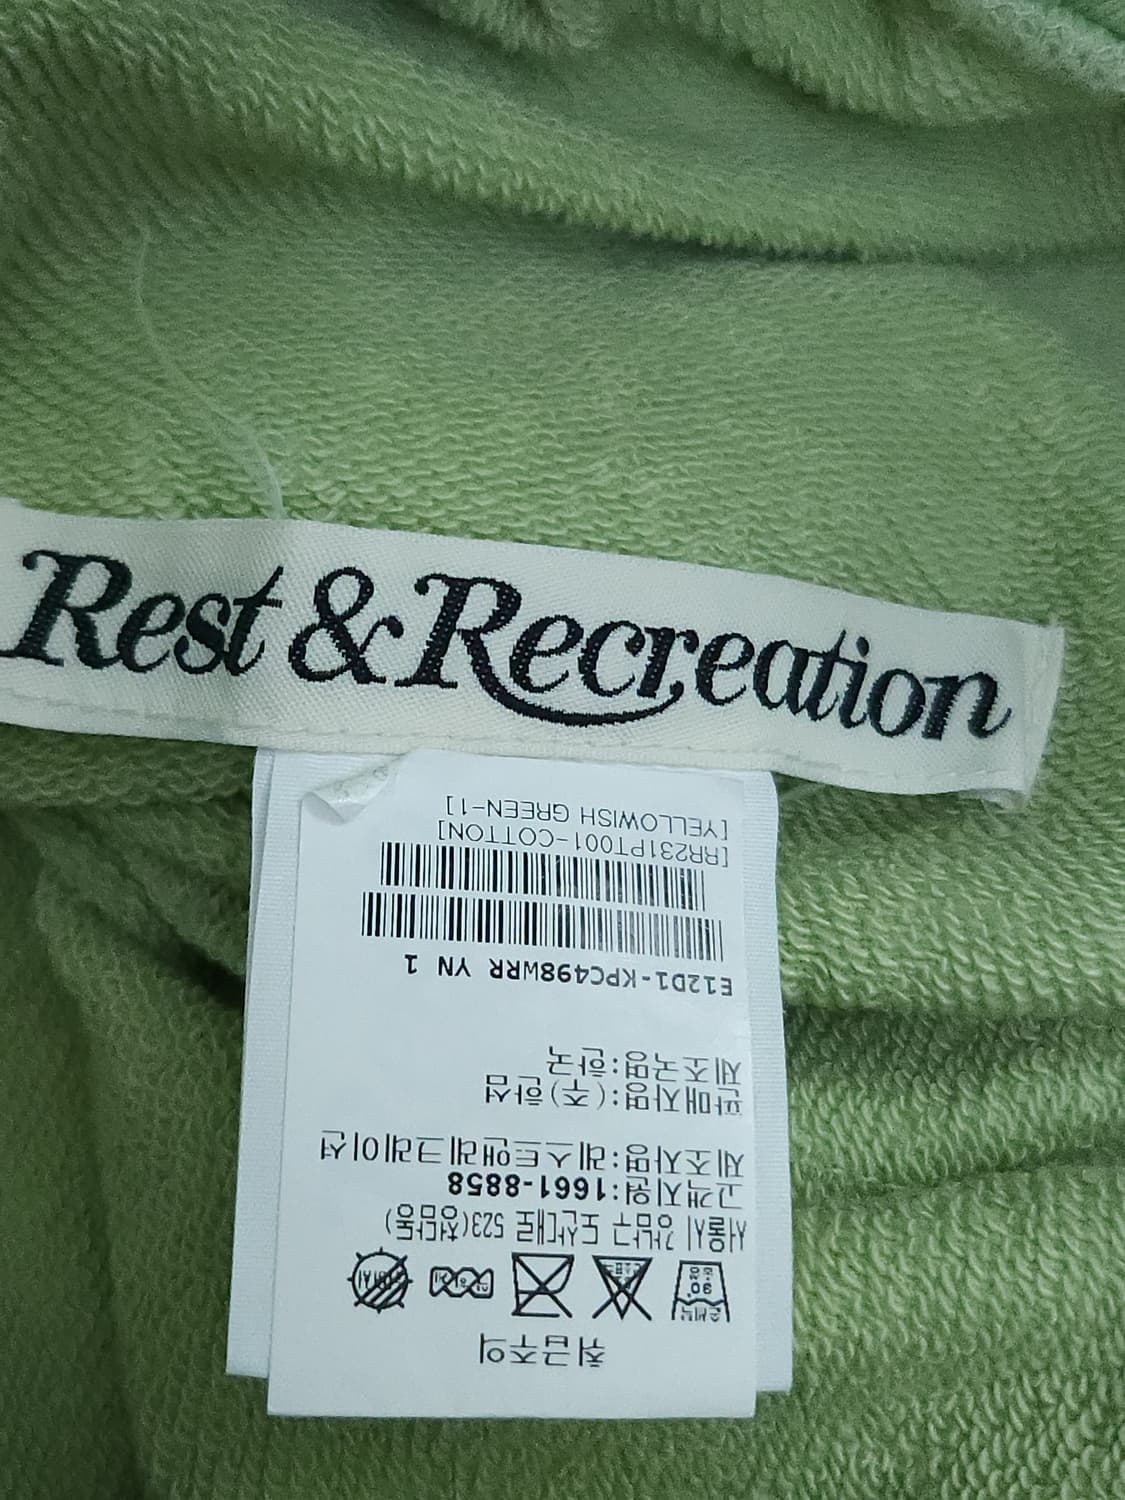 Rest & Recreation
취급주의
서울시 강남구 도산대로 523(청담동)
고객지원:1661-8858
제조자명:레스트앤레크레이션
판매자명:(주)한섬
제조국명:한국
E12D1-KPC498WRR YN 1
[RR231PT001-COTTON]
[YELLOWISH GREEN-1]